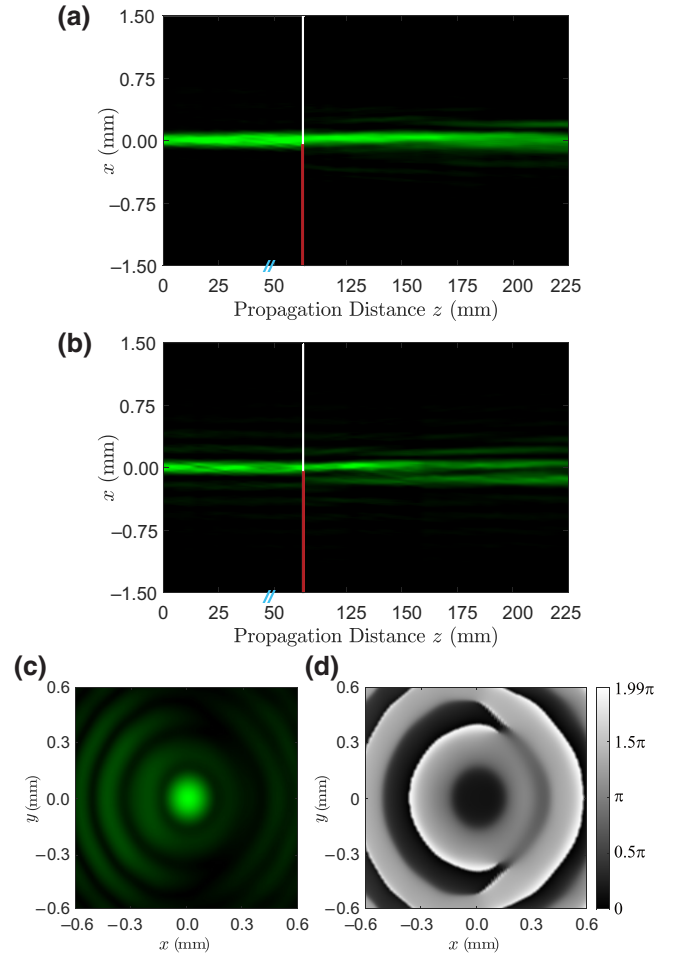 (a)
1.50
0.75
0.00
−0.75
−1.50
x (mm)
0 25 50 125 150 175 200 225
Propagation Distance z (mm)
(b)
1.50
0.75
0.00
−0.75
−1.50
x (mm)
0 25 50 125 150 175 200 225
Propagation Distance z (mm)
(c)
0.6
0.3
0.0
−0.3
−0.6
y (mm)
−0.6 −0.3 0.0 0.3 0.6
x (mm)
(d)
0.6
0.3
0
−0.3
−0.6
y (mm)
−0.6 −0.3 0.0 0.3 0.6
x (mm)
1.99π
1.5π
π
0.5π
0